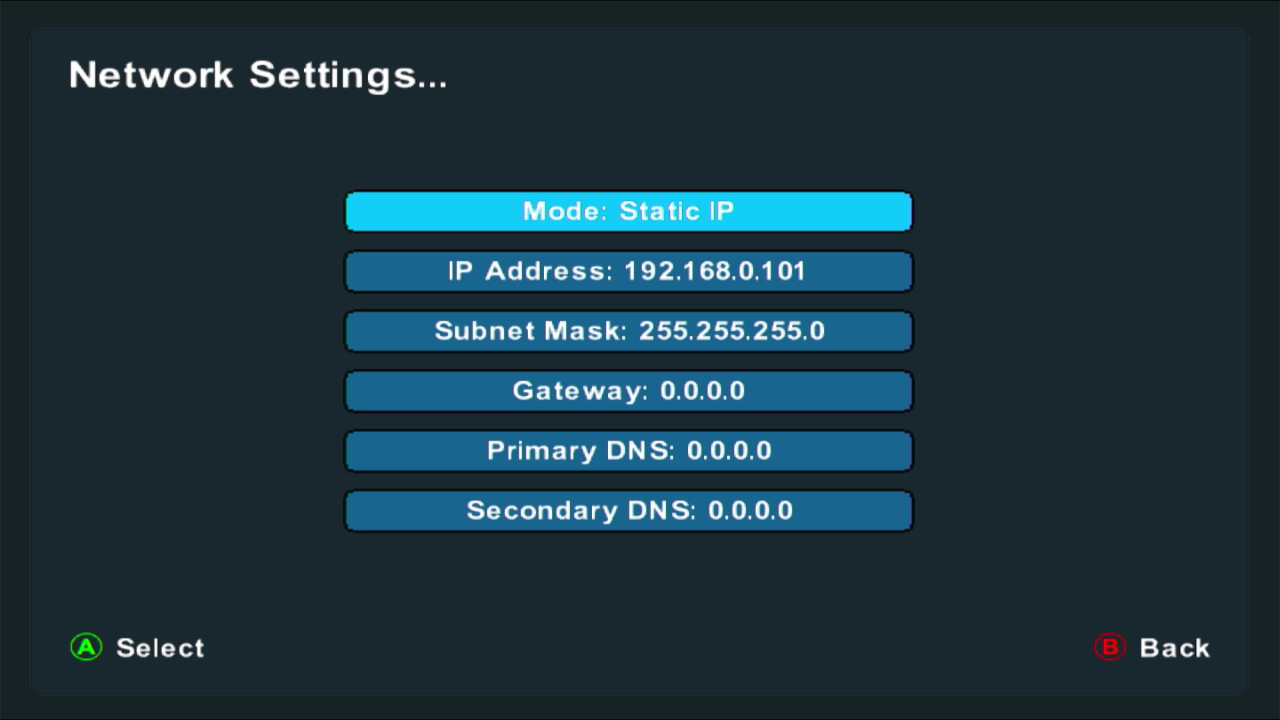 Network Settings...
Mode: Static IP
IP Address: 192.168.0.101
Subnet Mask: 255.255.255.0
Gateway: 0.0.0.0
Primary DNS: 0.0.0.0
Secondary DNS: 0.0.0.0
A Select
B Back